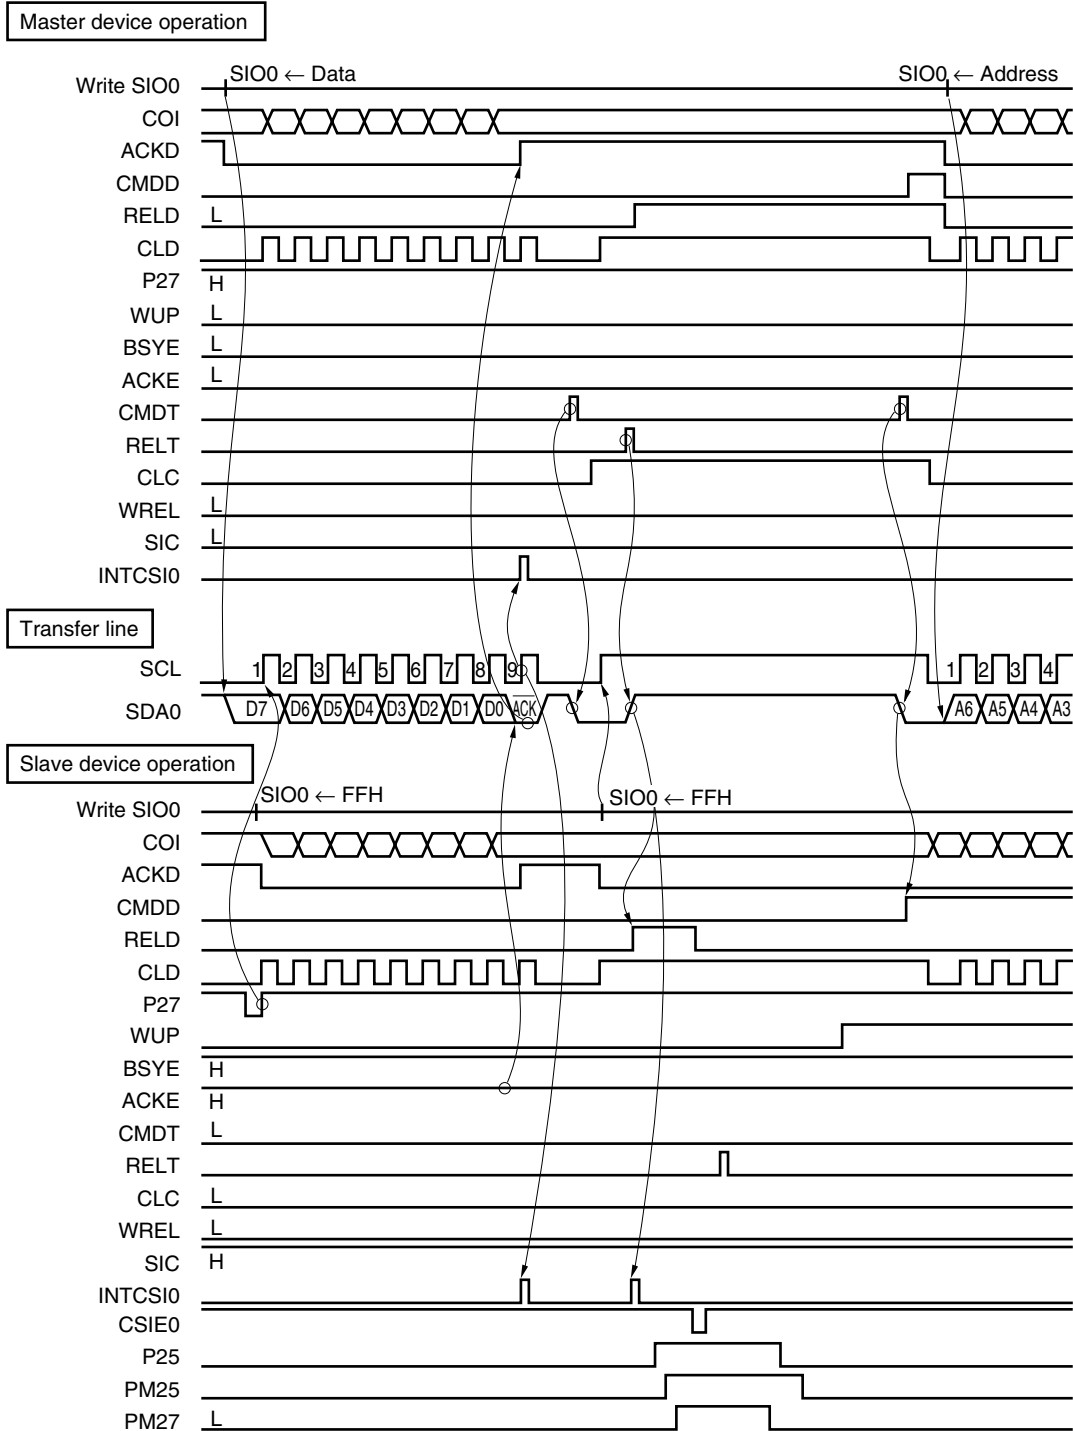 Master device operation
SIO0 ← Data SIO0 ← Address
Write SIO0
COI
ACKD
CMDD
RELD L
CLD
P27 H
WUP L
BSYE L
ACKE L
CMDT
RELT
CLC
WREL L
SIC L
INTCSI0
Transfer line
SCL 1 2 3 4 5 6 7 8 9 1 2 3 4
SDA0 D7 D6 D5 D4 D3 D2 D1 D0 ACK A6 A5 A4 A3
Slave device operation
SIO0 ← FFH SIO0 ← FFH
Write SIO0
COI
ACKD
CMDD
RELD
CLD
P27
WUP
BSYE H
ACKE H
CMDT L
RELT
CLC L
WREL L
SIC H
INTCSI0
CSIE0
P25
PM25
PM27 L